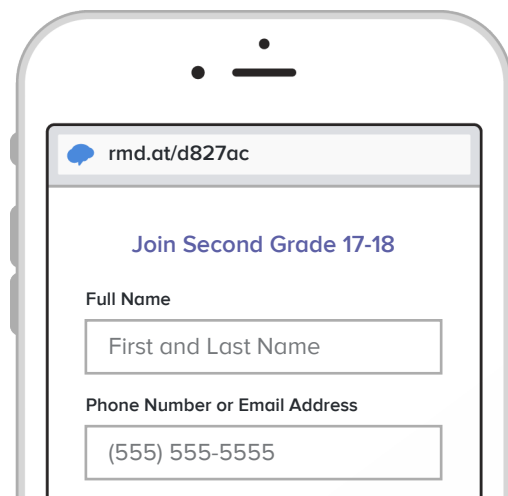 rmd.at/d827ac
Join Second Grade 17-18
Full Name
First and Last Name
Phone Number or Email Address
(555) 555-5555